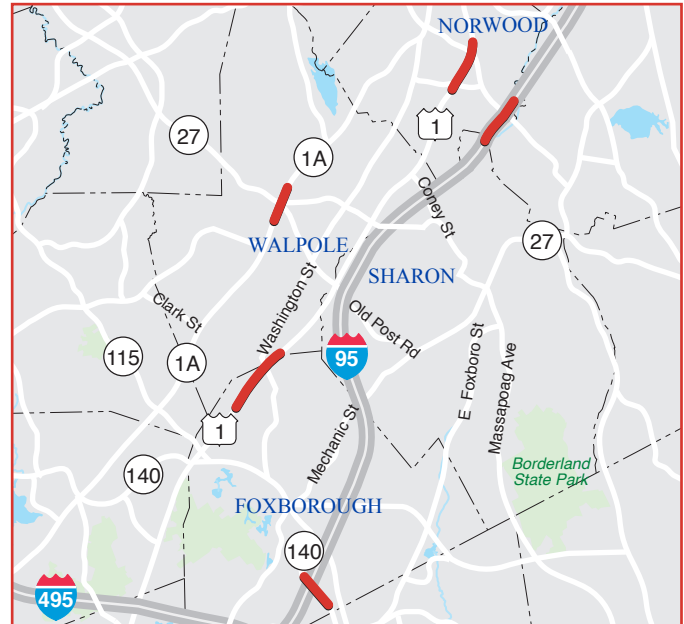 NORWOOD
1
27
1A
Coney St
WALPOLE
27
SHARON
Washington St
Clark St
Old Post Rd
115
1A
95
E Foxboro St
Massapoag Ave
1
Mechanic St
140
Borderland
State Park
FOXBOROUGH
140
495